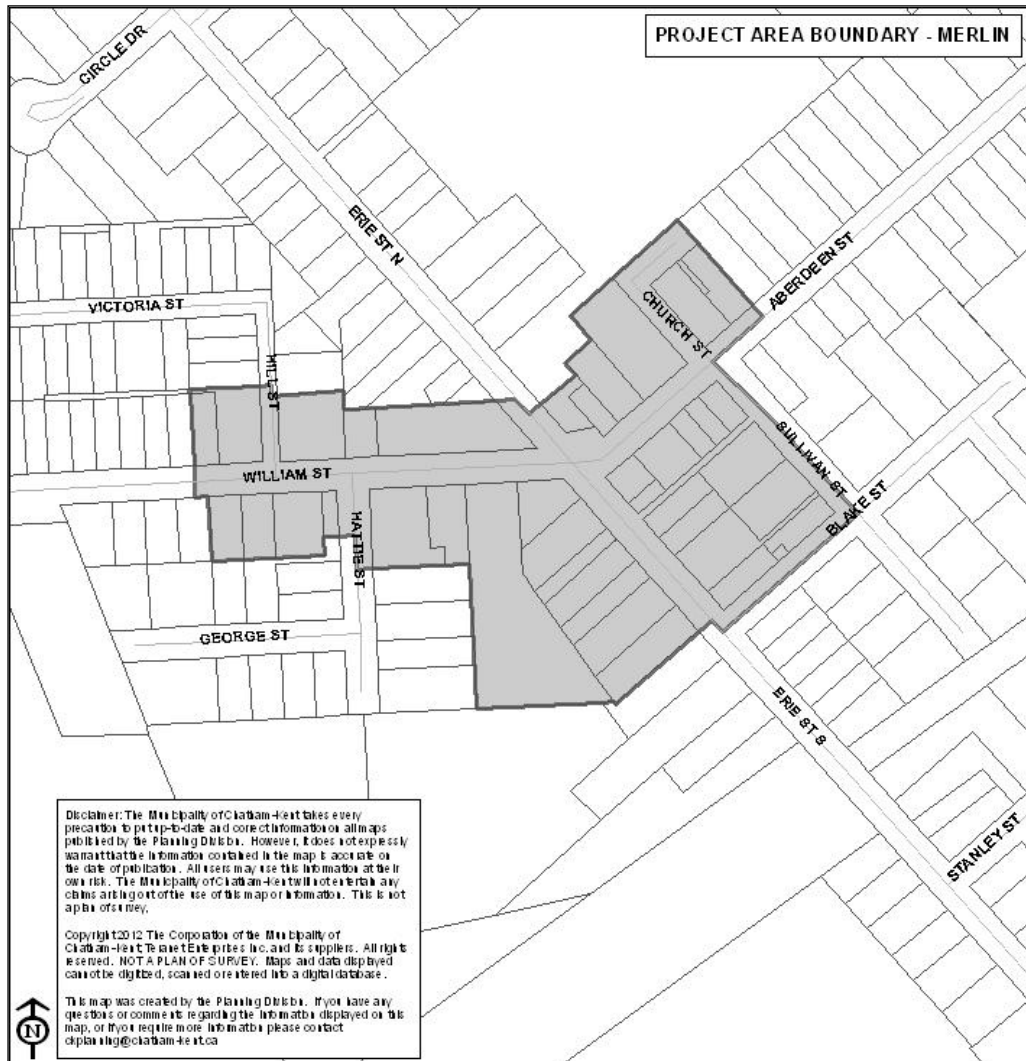 PROJECT AREA BOUNDARY - MERLIN
CIRCLE DR
ERIE ST N
ABERDEEN ST
CHURCH ST
VICTORIA ST
HILL ST
WILLIAM ST
SULLIVAN ST
BLAKE ST
HATTIE ST
GEORGE ST
ERIE ST S
STANLEY ST
Disclaimer: The Municipality of Chatham-Kent takes every
precaution to put up-to-date and correct information on all maps
published by the Planning Division. However, it does not expressly
warrant that the information contained in the map is accurate on
the date of publication. All users may use this information at their
own risk. The Municipality of Chatham-Kent will not entertain any
claims arising out of the use of this map or information. This is not
a plan of survey.
Copyright 2012 The Corporation of the Municipality of
Chatham-Kent, Teranet Enterprises Inc. and its suppliers. All rights
reserved. NOT A PLAN OF SURVEY. Maps and data displayed
cannot be digitized, scanned or entered into a digital database.
This map was created by the Planning Division. If you have any
questions or comments regarding the information displayed on this
map, or if you require more information please contact
ckplanning@chatham-kent.ca
N